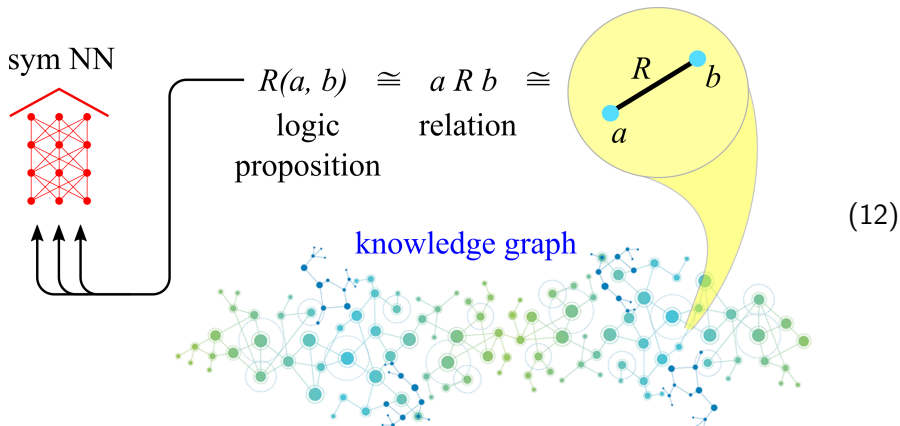 sym NN
R(a, b) ≅ a R b ≅
logic relation
proposition
R
a
b
(12)
knowledge graph